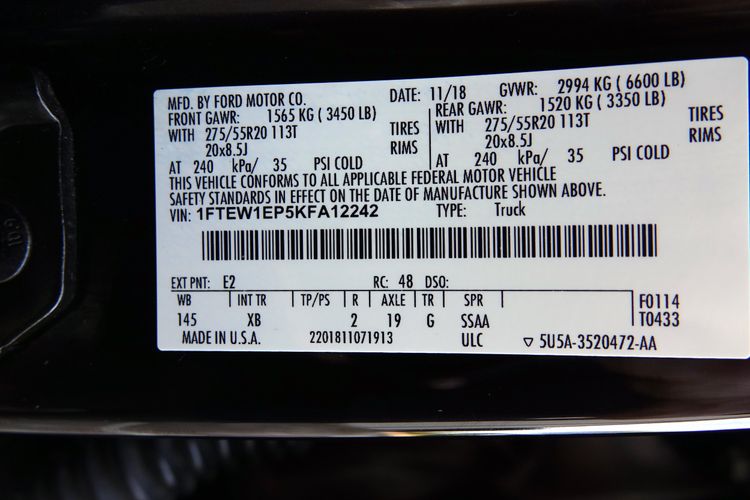 MFD. BY FORD MOTOR CO. DATE: 11/18 GVWR: 2994 KG ( 6600 LB)
FRONT GAWR: 1565 KG ( 3450 LB) REAR GAWR: 1520 KG ( 3350 LB)
WITH 275/55R20 113T TIRES WITH 275/55R20 113T TIRES
20x8.5J RIMS 20x8.5J RIMS
AT 240 kPa/ 35 PSI COLD AT 240 kPa/ 35 PSI COLD
THIS VEHICLE CONFORMS TO ALL APPLICABLE FEDERAL MOTOR VEHICLE
SAFETY STANDARDS IN EFFECT ON THE DATE OF MANUFACTURE SHOWN ABOVE.
VIN: 1FTEW1EP5KFA12242 TYPE: Truck
EXT PNT: E2 RC: 48 DSO:
WB INT TR TP/PS R AXLE TR SPR F0114
145 XB 2 19 G SSAA T0433
MADE IN U.S.A. 2201811071913 ULC ▽ 5U5A-3520472-AA